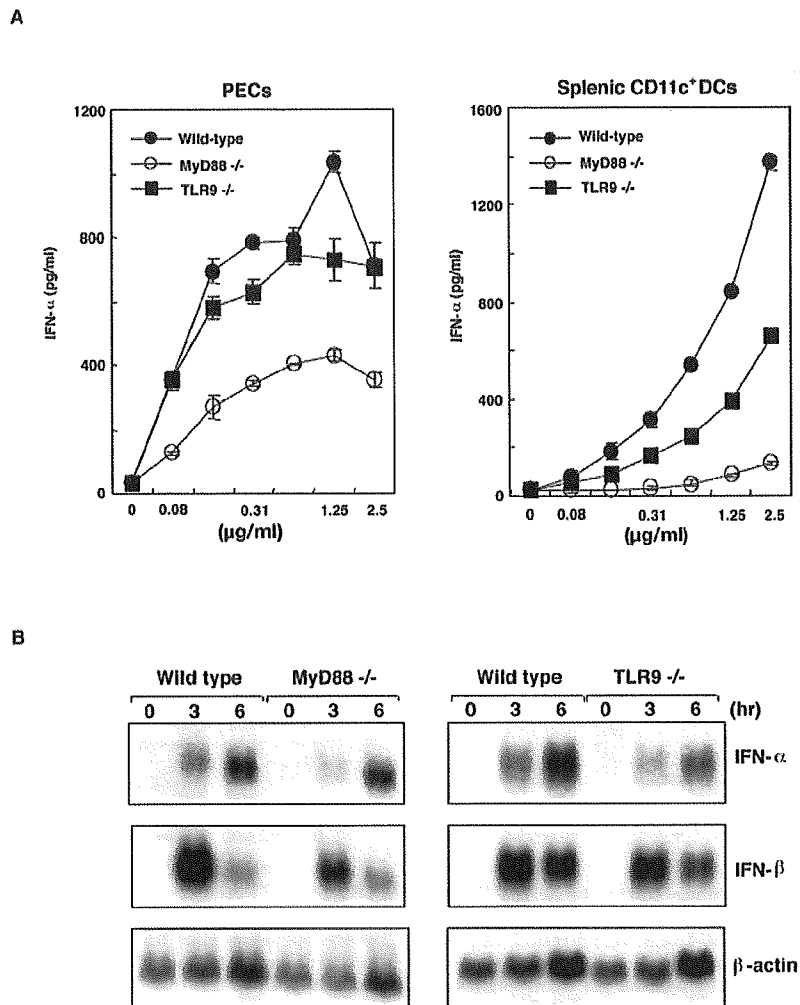 A
PECs
1200
800
400
0
IFN-α (pg/ml)
Wild-type
MyD88 -/-
TLR9 -/-
0 0.08 0.31 1.25 2.5
(µg/ml)
Splenic CD11c+DCs
1600
1200
800
400
0
IFN-α (pg/ml)
Wild-type
MyD88 -/-
TLR9 -/-
0 0.08 0.31 1.25 2.5
(µg/ml)
B
Wild type MyD88 -/- Wild type TLR9 -/-
0 3 6 0 3 6 0 3 6 0 3 6 (hr)
IFN-α
IFN-β
β-actin